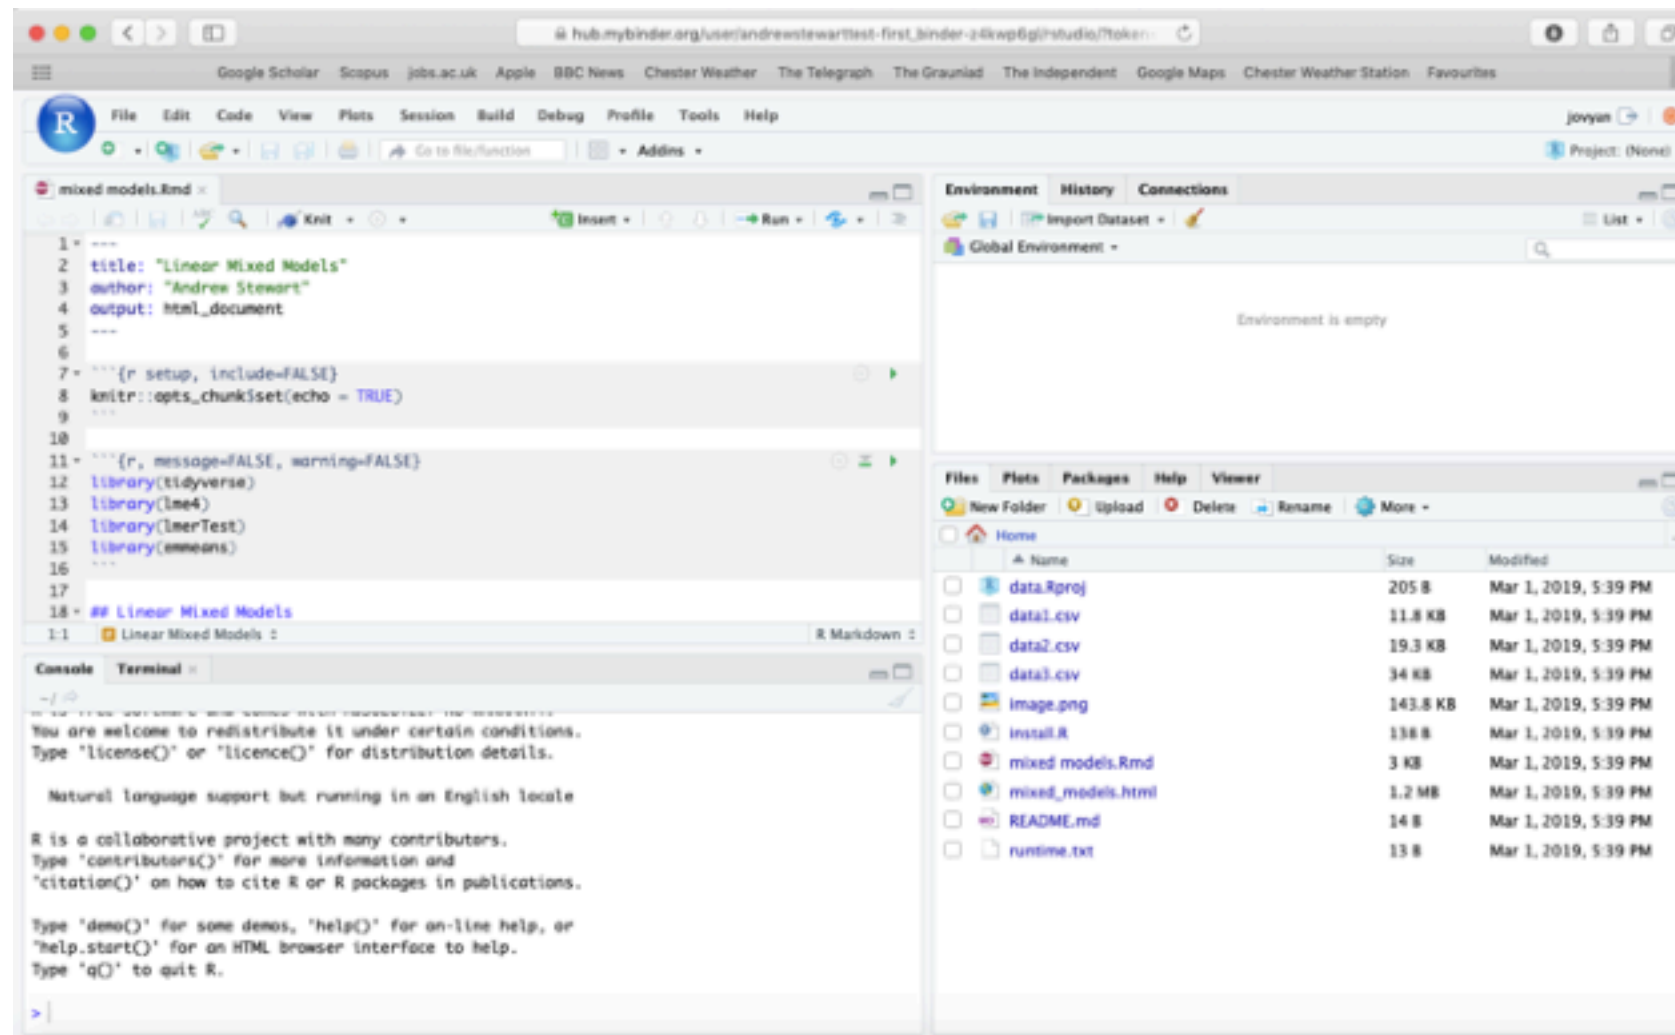 hub.mybinder.org/user/andrewstewarttest-first_binder-z4kwp6gl/rstudio/?token=
Google Scholar Scopus jobs.ac.uk Apple BBC News Chester Weather The Telegraph The Grauniad The Independent Google Maps Chester Weather Station Favourites
R File Edit Code View Plots Session Build Debug Profile Tools Help jovyan
Go to file/function Addins Project: (None)
mixed models.Rmd
Knit Insert Run
1 ---
2 title: "Linear Mixed Models"
3 author: "Andrew Stewart"
4 output: html_document
5 ---
6
7 ```{r setup, include=FALSE}
8 knitr::opts_chunk$set(echo = TRUE)
9 ```
10
11 ```{r, message=FALSE, warning=FALSE}
12 library(tidyverse)
13 library(lme4)
14 library(lmerTest)
15 library(emmeans)
16 ```
17
18 ## Linear Mixed Models
1:1 Linear Mixed Models R Markdown
Console Terminal
~/
You are welcome to redistribute it under certain conditions.
Type 'license()' or 'licence()' for distribution details.
Natural language support but running in an English locale
R is a collaborative project with many contributors.
Type 'contributors()' for more information and
'citation()' on how to cite R or R packages in publications.
Type 'demo()' for some demos, 'help()' for on-line help, or
'help.start()' for an HTML browser interface to help.
Type 'q()' to quit R.
>
Environment History Connections
Import Dataset List
Global Environment
Environment is empty
Files Plots Packages Help Viewer
New Folder Upload Delete Rename More
Home
Name Size Modified
data.Rproj 205 B Mar 1, 2019, 5:39 PM
data1.csv 11.8 KB Mar 1, 2019, 5:39 PM
data2.csv 19.3 KB Mar 1, 2019, 5:39 PM
data3.csv 34 KB Mar 1, 2019, 5:39 PM
image.png 143.8 KB Mar 1, 2019, 5:39 PM
install.R 138 B Mar 1, 2019, 5:39 PM
mixed models.Rmd 3 KB Mar 1, 2019, 5:39 PM
mixed_models.html 1.2 MB Mar 1, 2019, 5:39 PM
README.md 14 B Mar 1, 2019, 5:39 PM
runtime.txt 13 B Mar 1, 2019, 5:39 PM